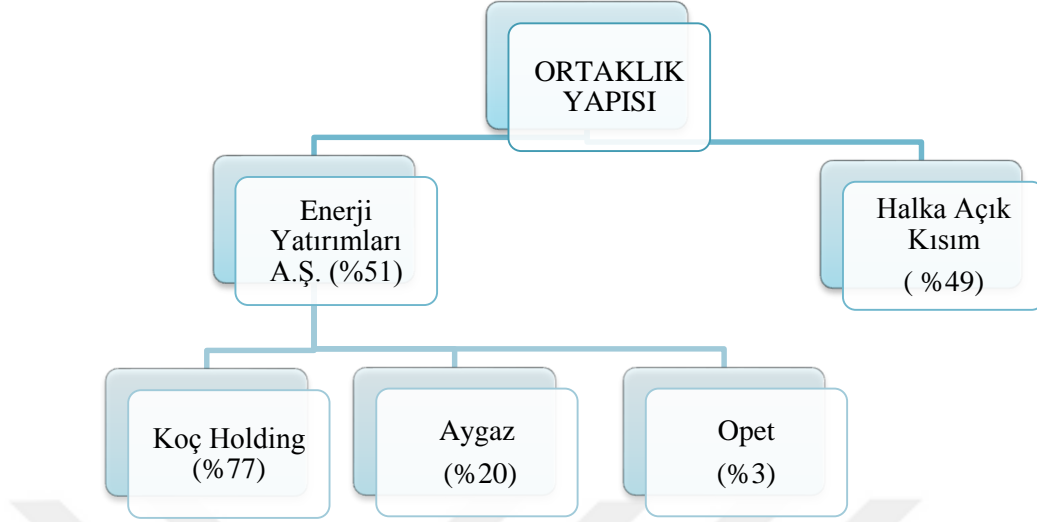 ORTAKLIK
YAPISI
Enerji
Yatırımları
A.Ş. (%51)
Halka Açık
Kısım
( %49)
Koç Holding
(%77)
Aygaz
(%20)
Opet
(%3)